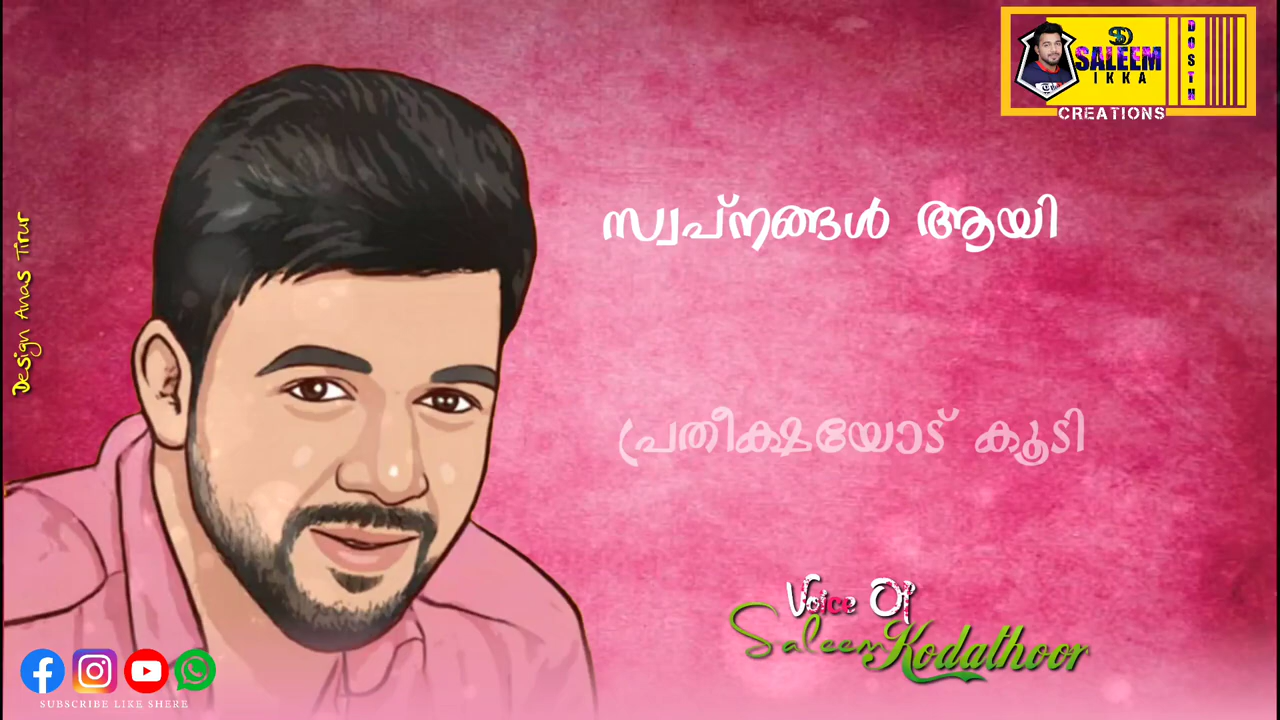 SALEEM
IKKA
DOSTH
CREATIONS
Design Anas Tirur
സ്വപ്നങ്ങൾ ആയി
പ്രതീക്ഷയോട് കൂടി
Voice Of
Saleem Kodathoor
SUBSCRIBE LIKE SHERE